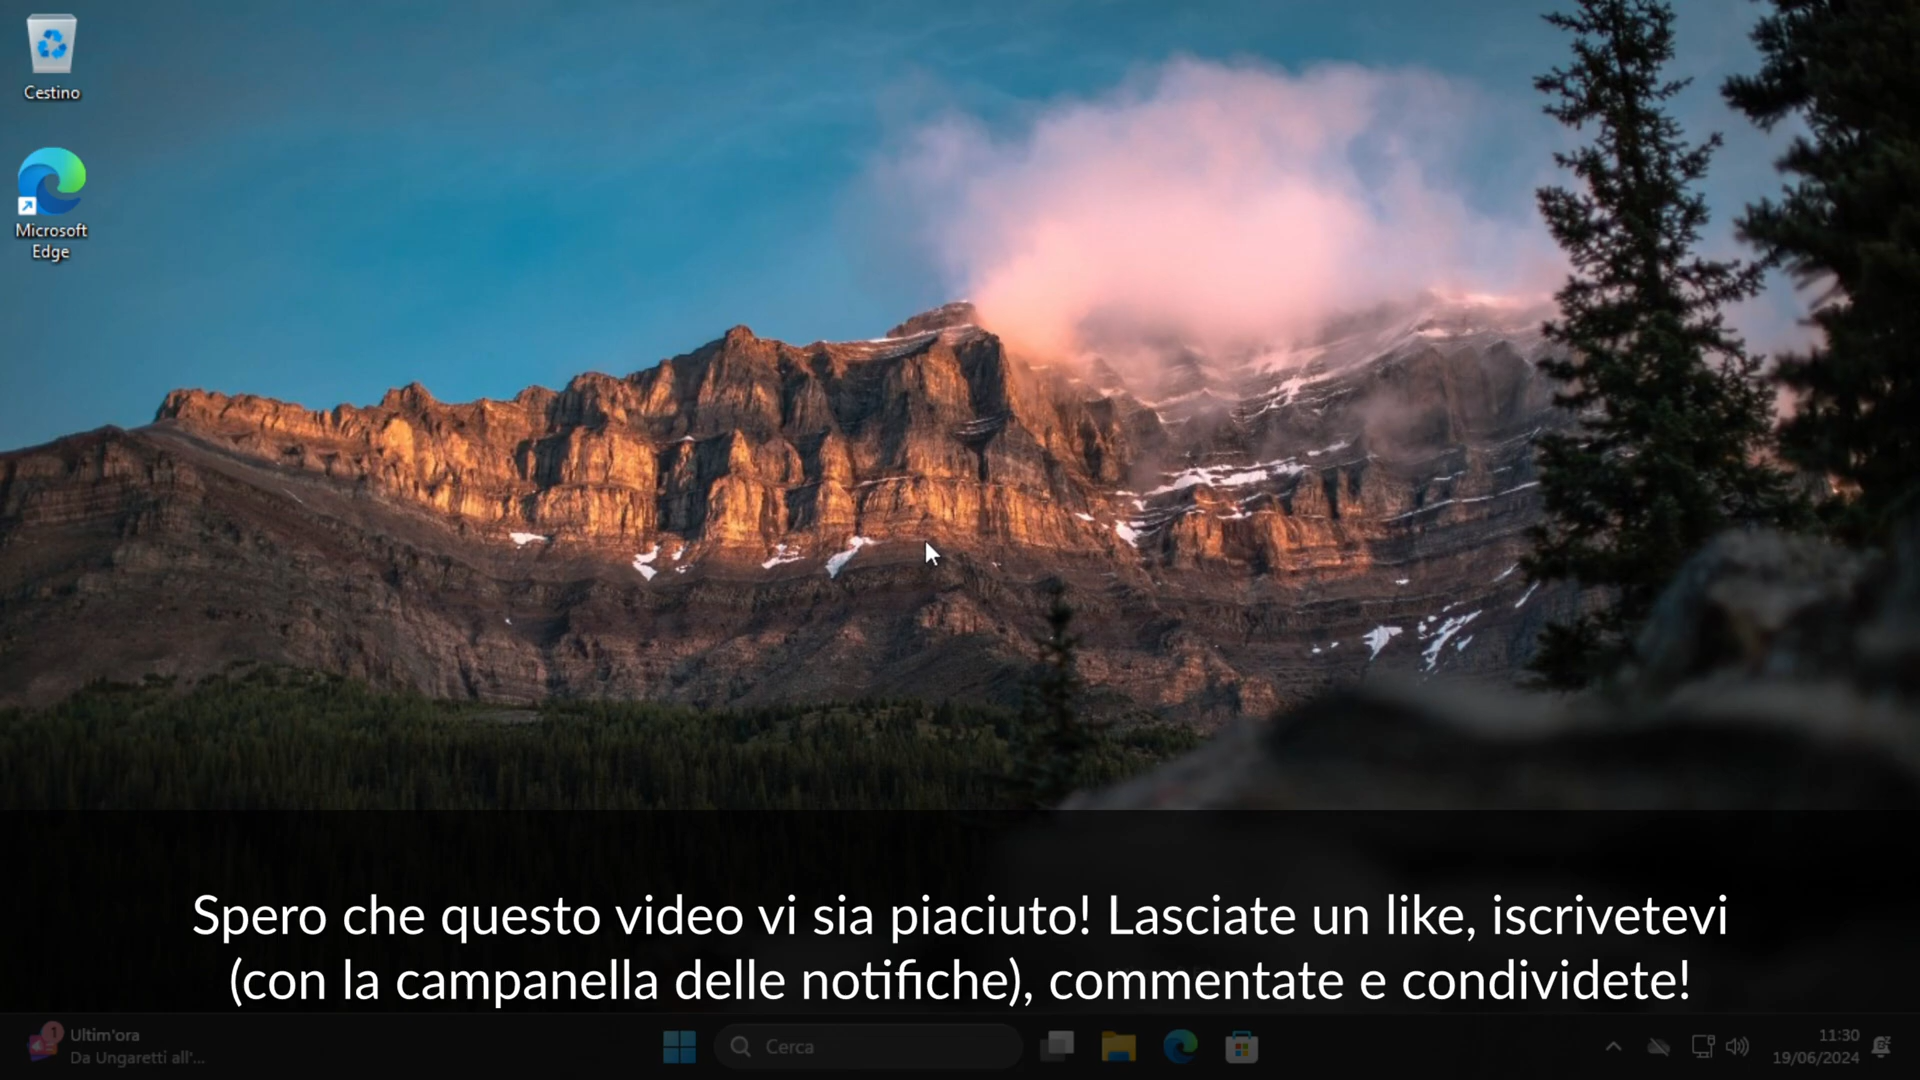 Cestino
Microsoft
Edge
Spero che questo video vi sia piaciuto! Lasciate un like, iscrivetevi
(con la campanella delle notifiche), commentate e condividete!
1
Ultim'ora
Da Ungaretti all'...
Cerca
11:30
19/06/2024